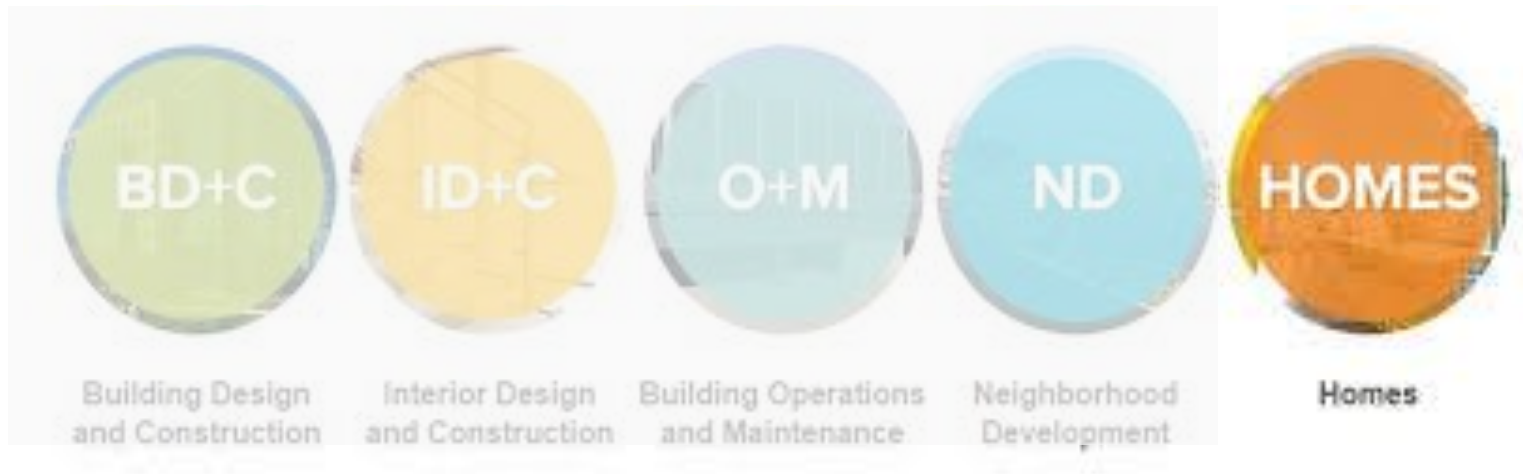 BD+C
ID+C
O+M
ND
HOMES
Building Design
and Construction
Interior Design
and Construction
Building Operations
and Maintenance
Neighborhood
Development
Homes